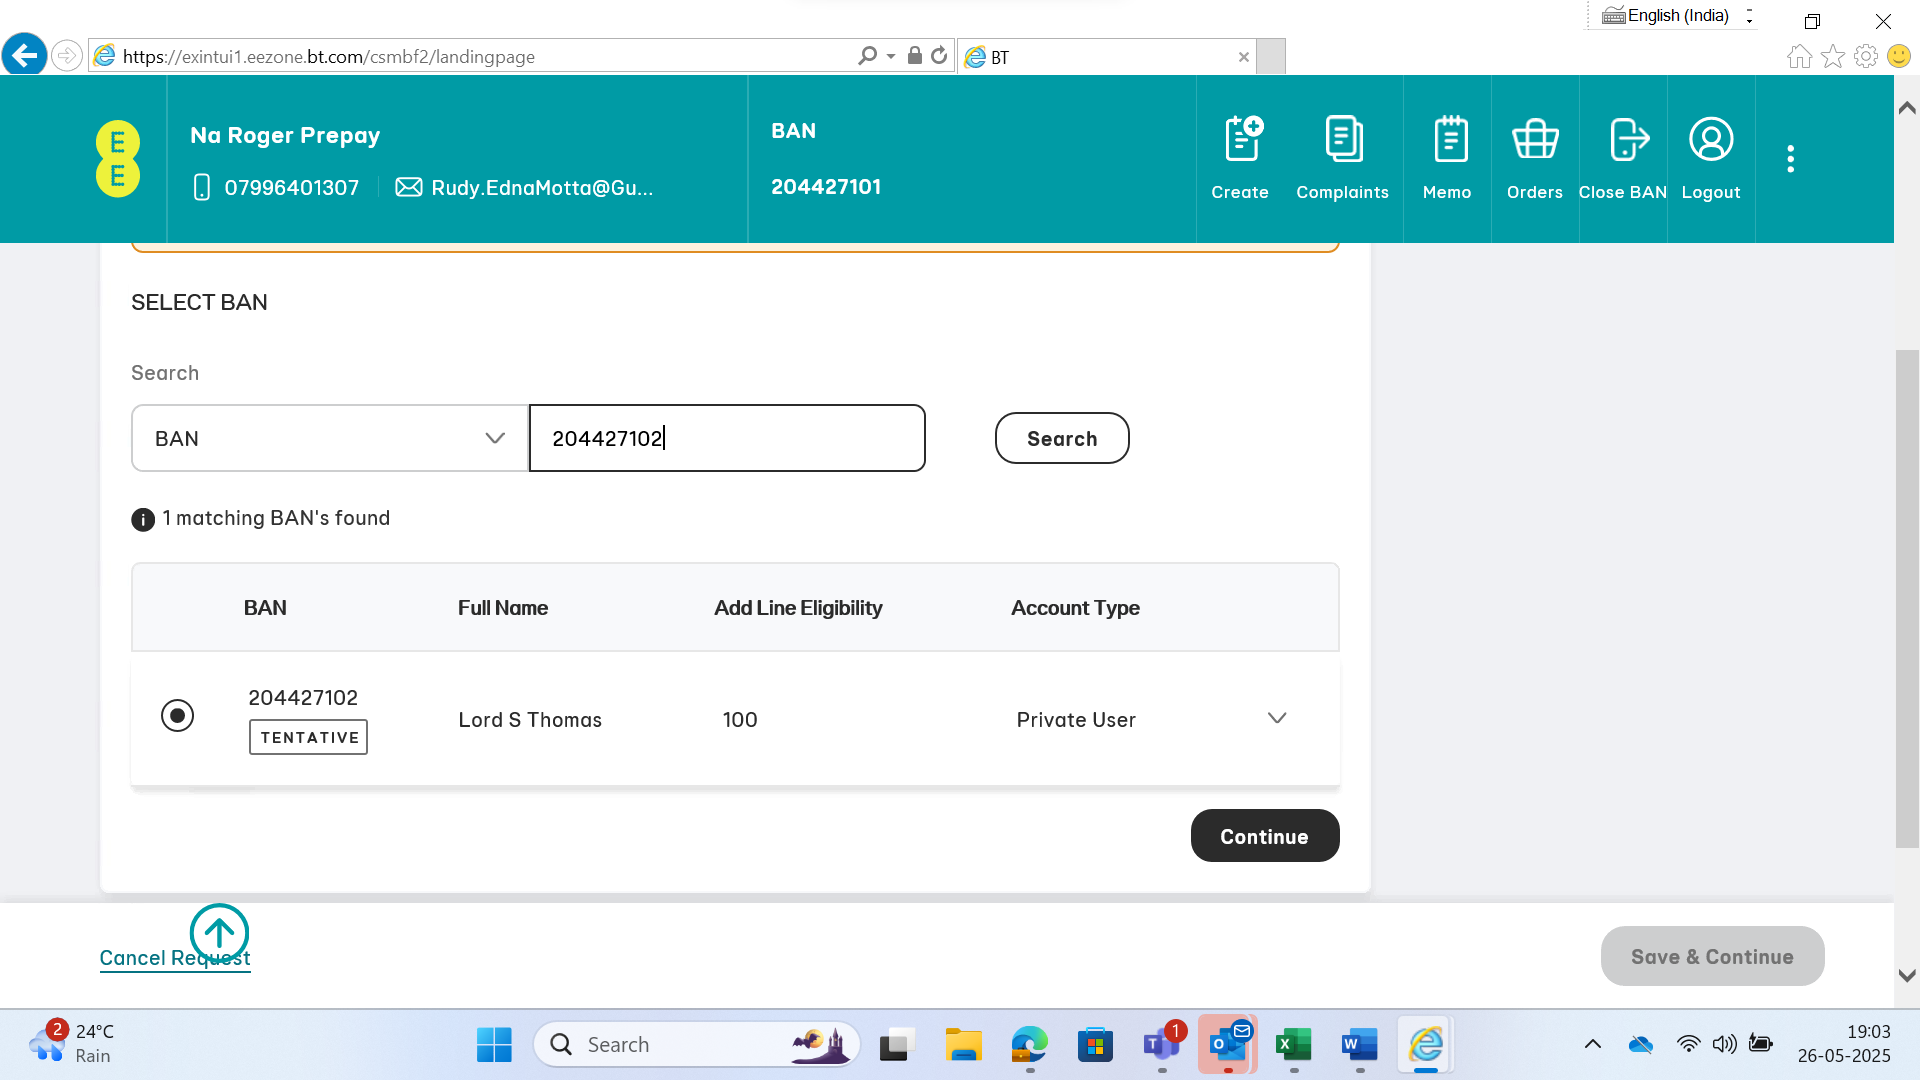 English (India)
https://exintui1.eezone.bt.com/csmbf2/landingpage
BT
E
E
Na Roger Prepay
07996401307
Rudy.EdnaMotta@Gu...
BAN
204427101
Create
Complaints
Memo
Orders
Close BAN
Logout
SELECT BAN
Search
BAN
204427102
Search
1 matching BAN's found
BAN Full Name Add Line Eligibility Account Type
204427102
TENTATIVE
Lord S Thomas
100
Private User
Continue
Cancel Request
Save & Continue
2
24°C
Rain
Search
1
19:03
26-05-2025